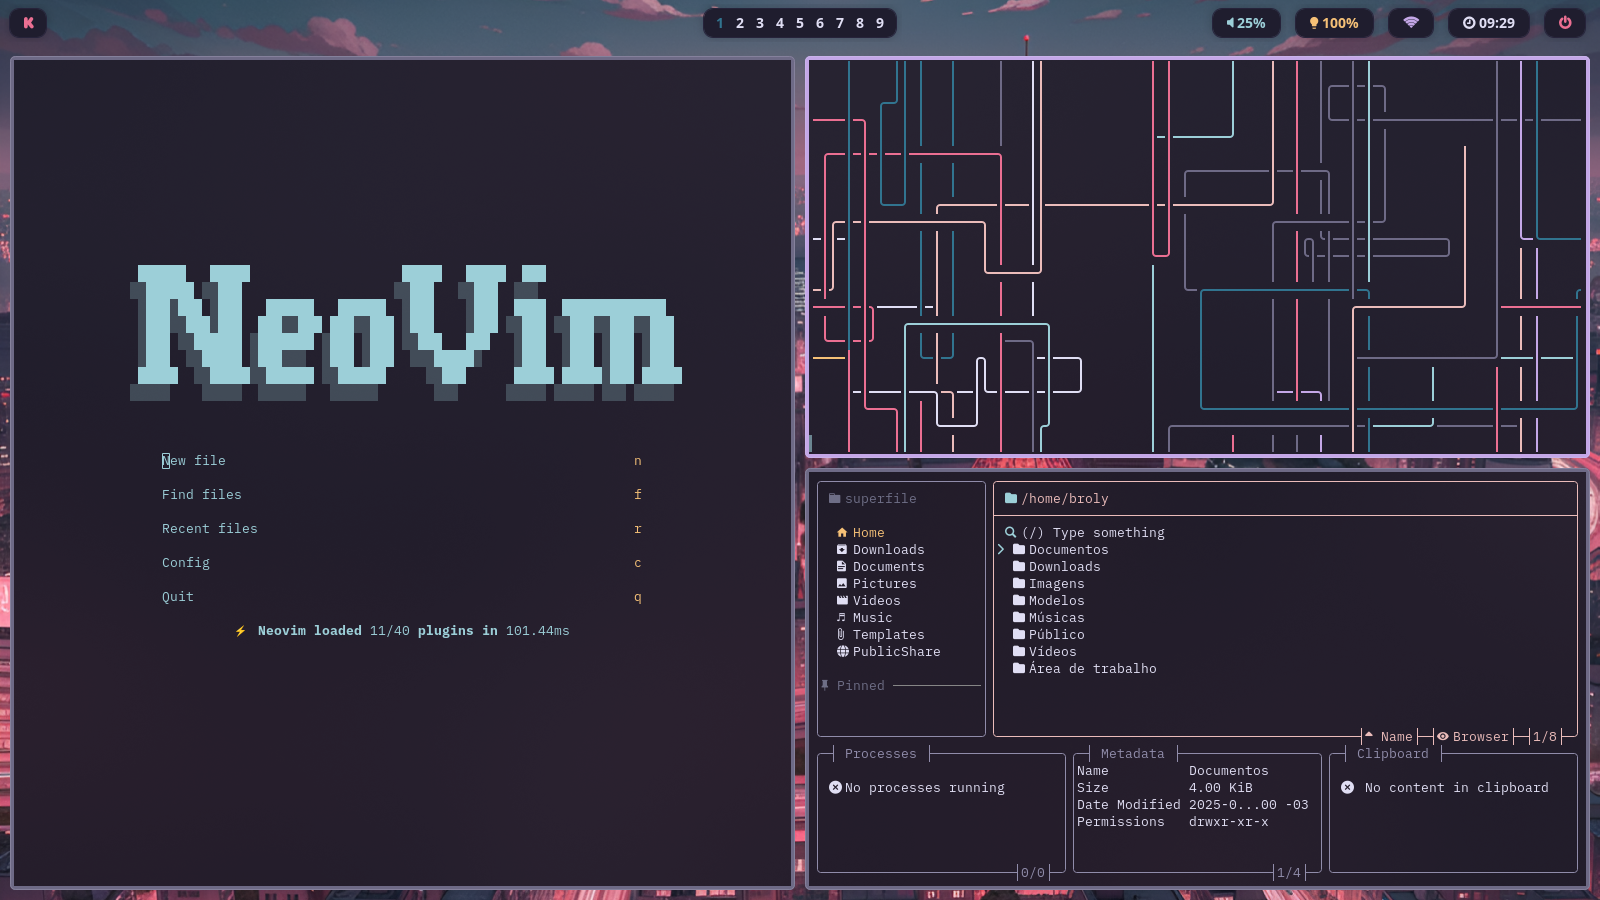 K
1 2 3 4 5 6 7 8 9
25%
100%
09:29
NeoVim
New file n
Find files f
Recent files r
Config c
Quit q
⚡ Neovim loaded 11/40 plugins in 101.44ms
superfile
Home
Downloads
Documents
Pictures
Videos
Music
Templates
PublicShare
Pinned
/home/broly
(/) Type something
Documentos
Downloads
Imagens
Modelos
Músicas
Público
Vídeos
Área de trabalho
Name Browser 1/8
Processes
No processes running
0/0
Metadata
Name Documentos
Size 4.00 KiB
Date Modified 2025-0...00 -03
Permissions drwxr-xr-x
1/4
Clipboard
No content in clipboard